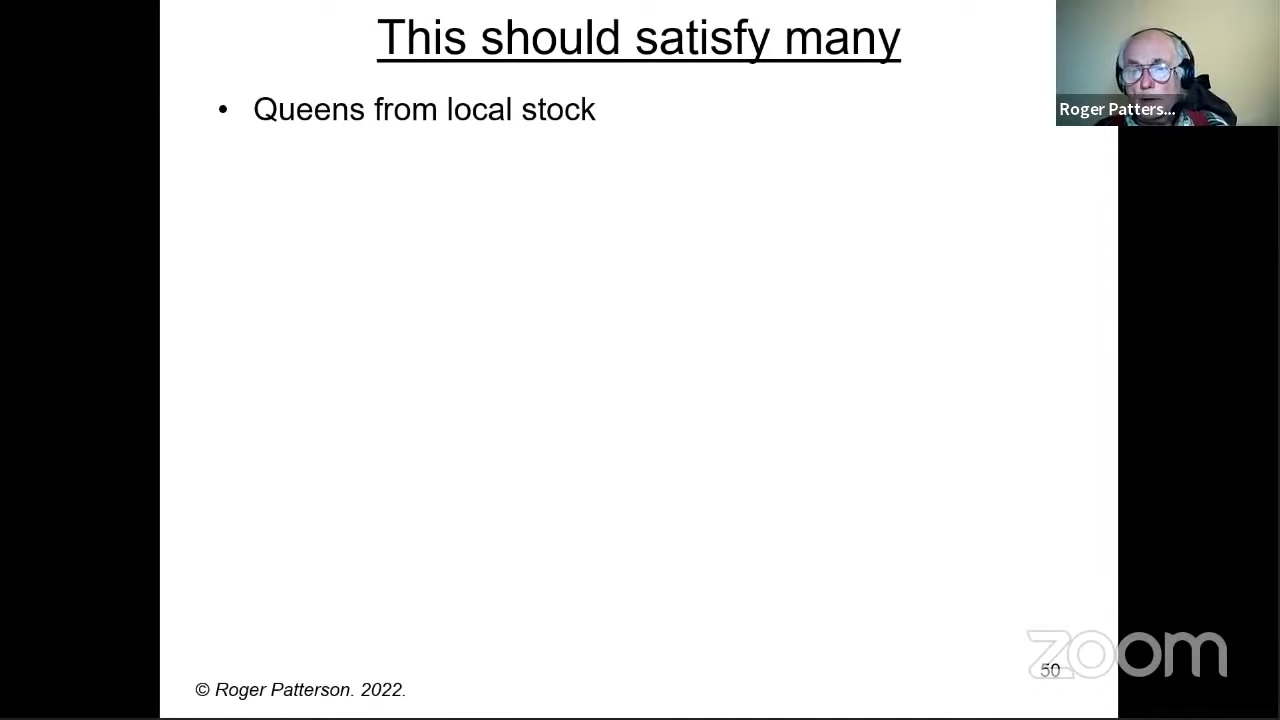 This should satisfy many
• Queens from local stock
Roger Patters...
zoom
50
© Roger Patterson. 2022.